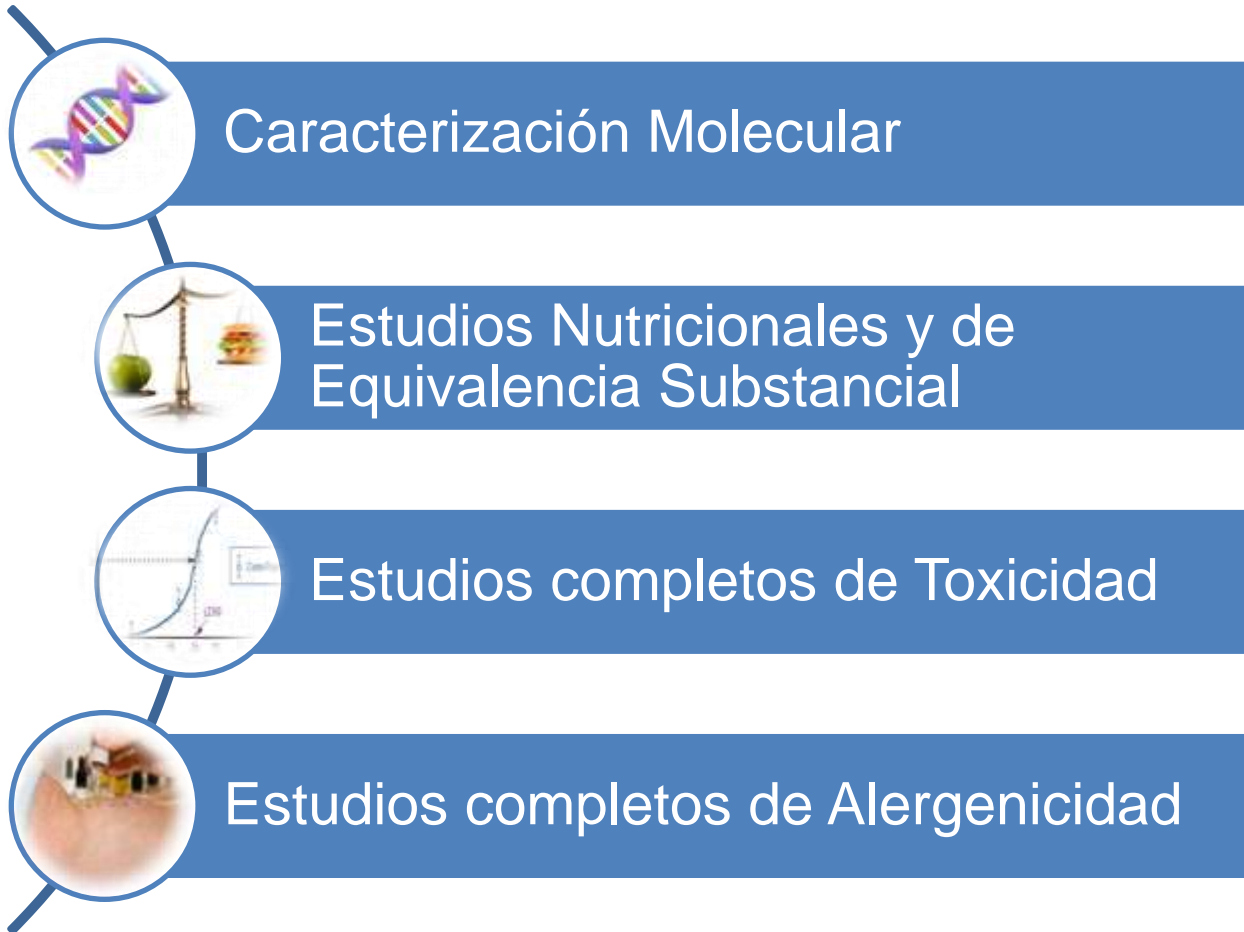 Caracterización Molecular
Estudios Nutricionales y de
Equivalencia Substancial
Estudios completos de Toxicidad
Estudios completos de Alergenicidad